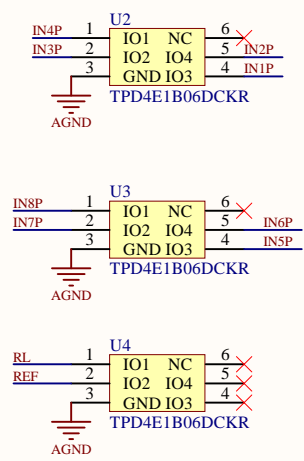 U2
IN4P 1 IO1 NC 6
IN3P 2 IO2 IO4 5 IN2P
3 GND IO3 4 IN1P
TPD4E1B06DCKR
AGND
U3
IN8P 1 IO1 NC 6
IN7P 2 IO2 IO4 5 IN6P
3 GND IO3 4 IN5P
TPD4E1B06DCKR
AGND
U4
RL 1 IO1 NC 6
REF 2 IO2 IO4 5
3 GND IO3 4
TPD4E1B06DCKR
AGND